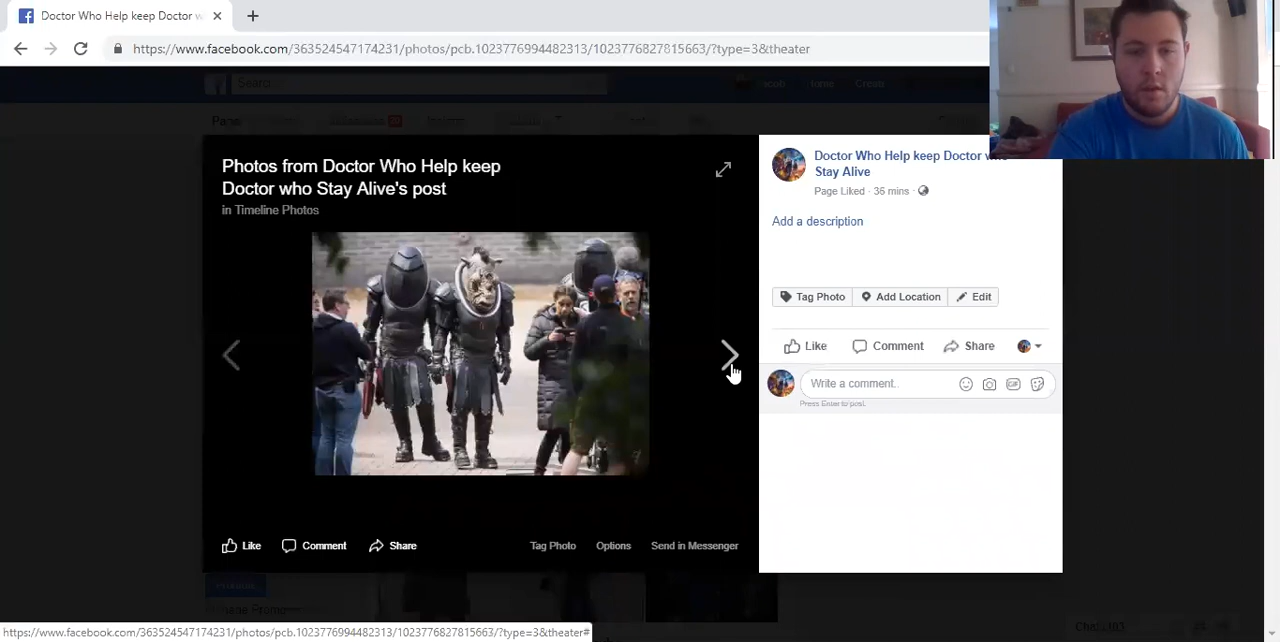 Doctor Who Help keep Doctor w
https://www.facebook.com/363524547174231/photos/pcb.1023776994482313/1023776827815663/?type=3&theater
Create
Photos from Doctor Who Help keep
Doctor who Stay Alive's post
in Timeline Photos
Doctor Who Help keep Doctor
Stay Alive
Page Liked · 36 mins ·
Add a description
Tag Photo Add Location Edit
Like Comment Share
Write a comment..
Press Enter to post.
Like Comment Share Tag Photo Options Send in Messenger
https://www.facebook.com/363524547174231/photos/pcb.1023776994482313/1023776827815663/?type=3&theater#